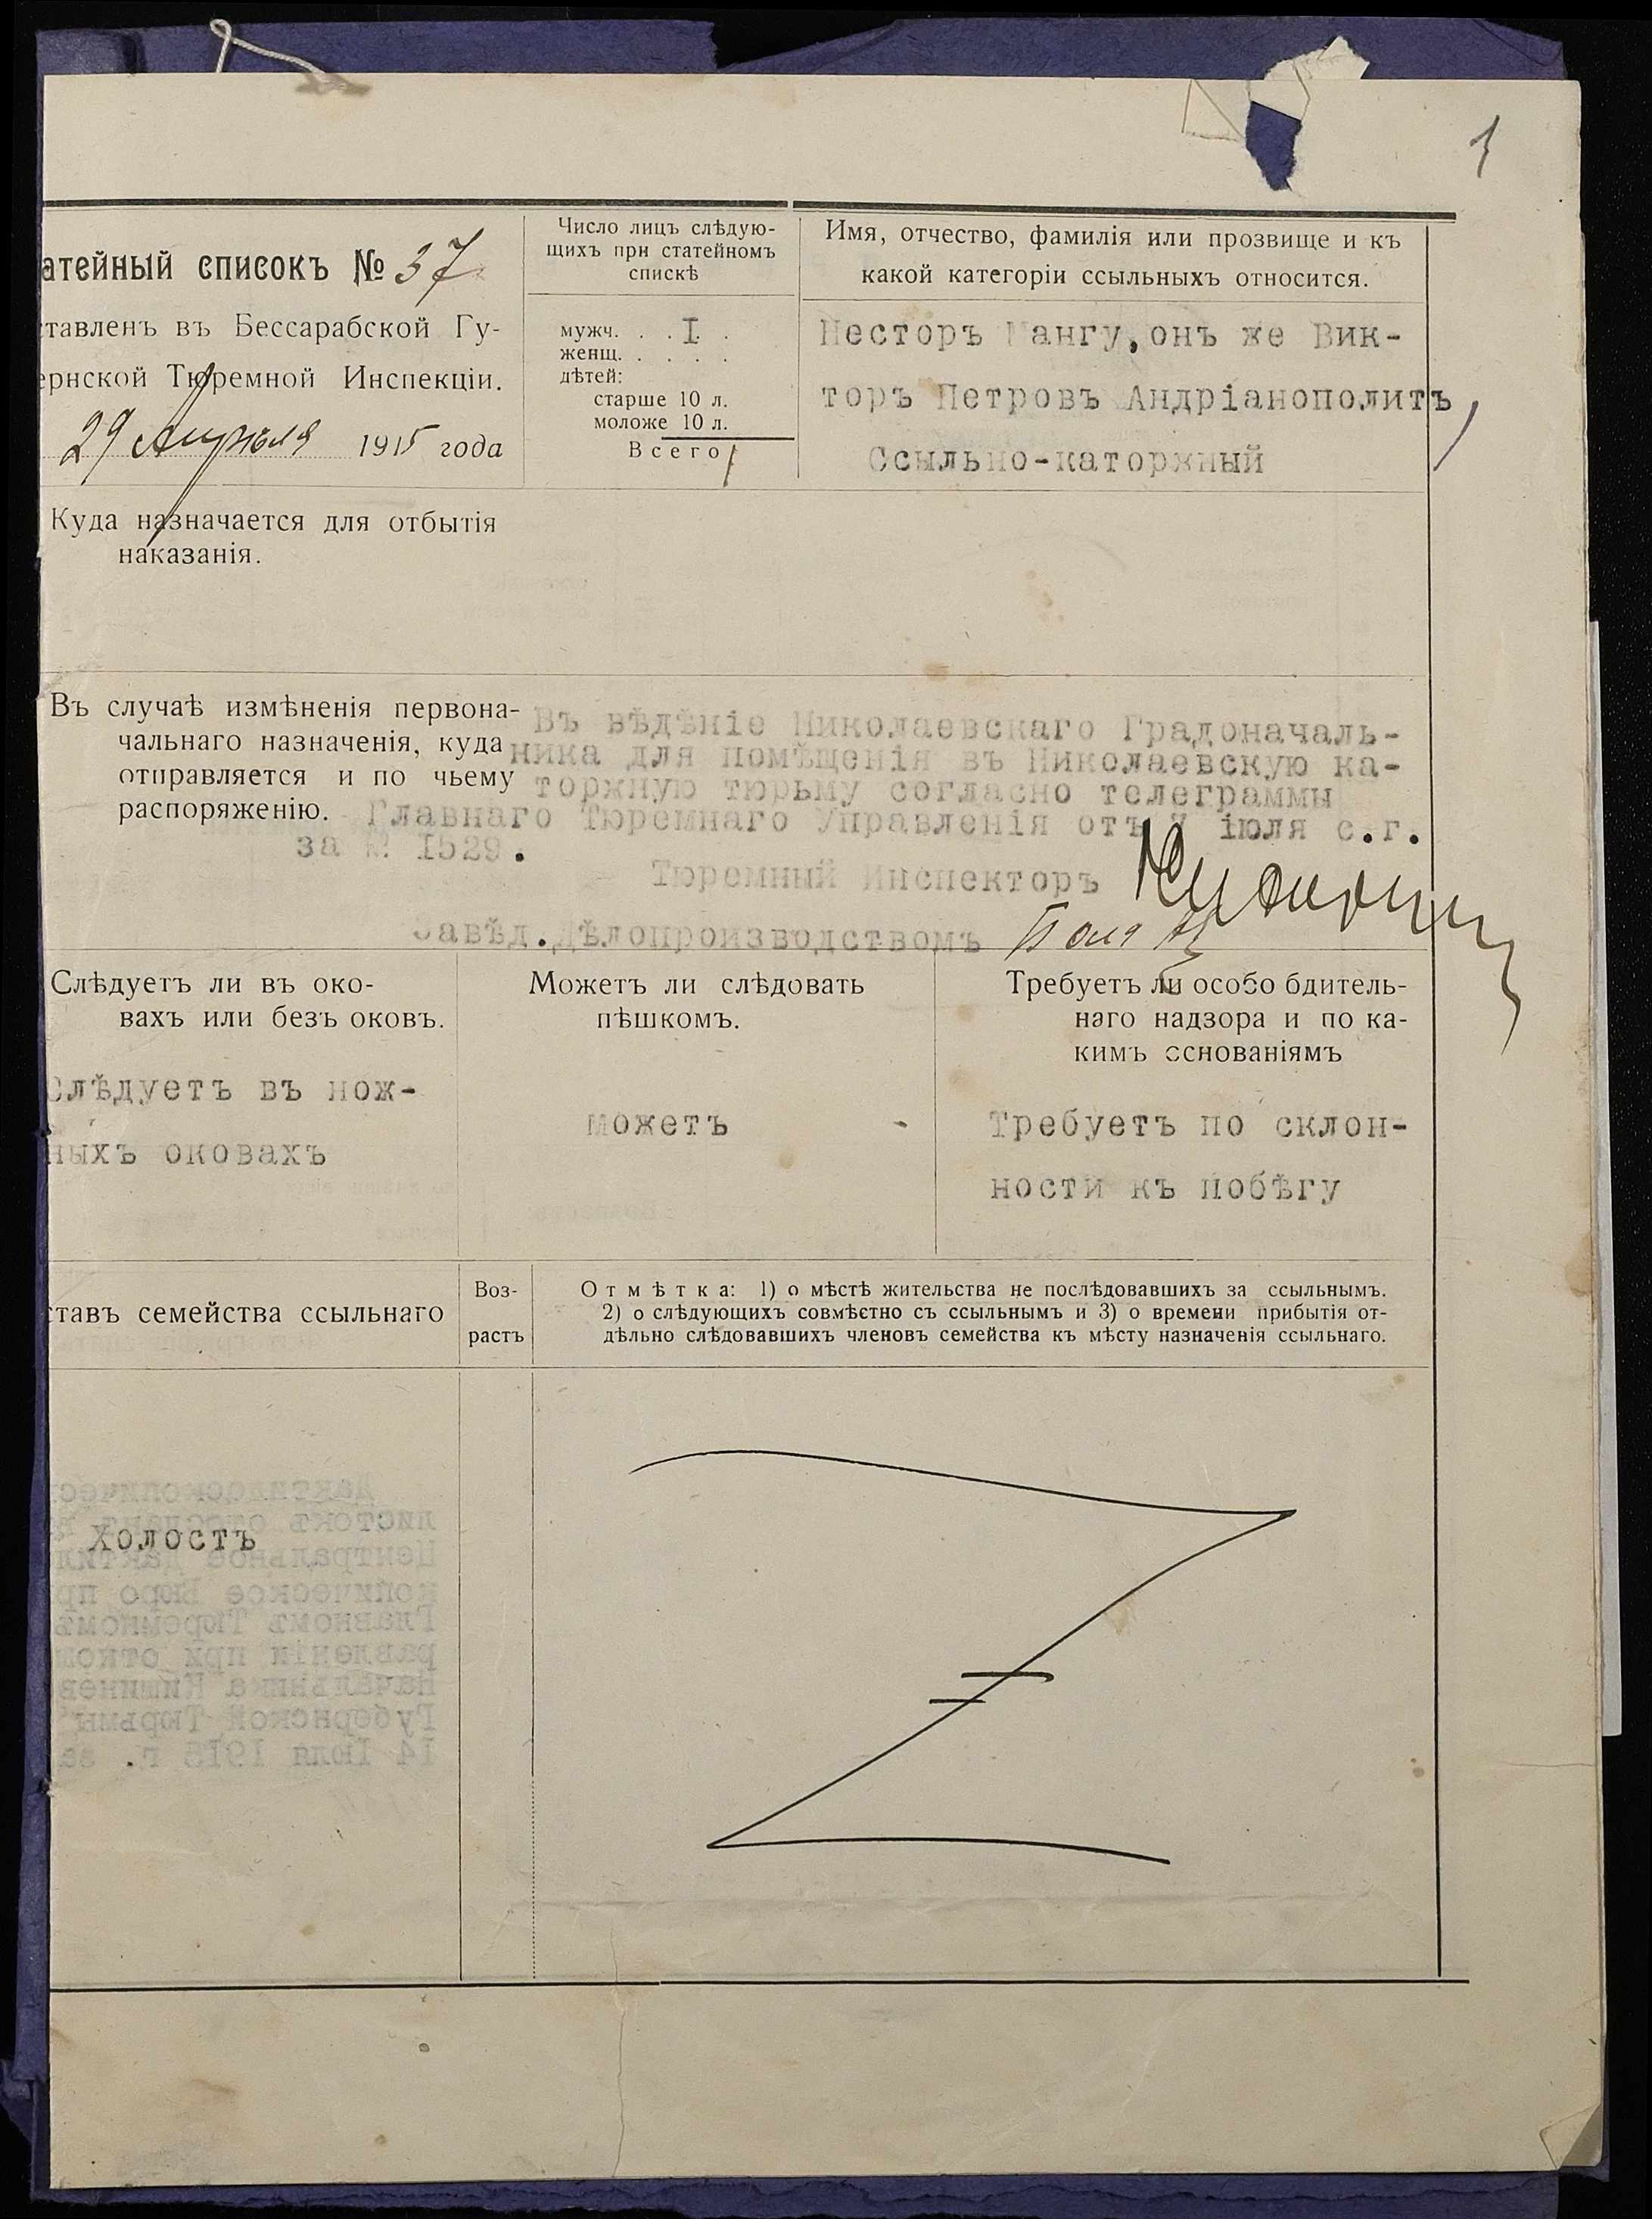 1
атейный списокъ № 37
тавленъ въ Бессарабской Гу-
ернской Тюремной Инспекціи.
29 Апрѣля 1915 года
Число лицъ слѣдую-
щихъ при статейномъ
спискѣ
мужч. . . I .
женщ. . . . .
дѣтей:
старше 10 л.
моложе 10 л.
Всего 1
Имя, отчество, фамилія или прозвище и къ
какой категоріи ссыльныхъ относится.
Несторъ Мангу, онъ же Вик-
торъ Петровъ Андріанополитъ,
Ссыльно-каторжный
Куда назначается для отбытія
наказанія.
Въ случаѣ измѣненія первона-
чальнаго назначенія, куда
отправляется и по чьему
распоряженію.
Въ вѣдѣніе Николаевскаго Градоначаль-
ника для помѣщенія въ Николаевскую ка-
торжную тюрьму согласно телеграммы
Главнаго Тюремнаго Управленія отъ іюля с.г.
за № 1529.
Тюремный Инспекторъ
Завѣд. Дѣлопроизводствомъ
Слѣдуетъ ли въ око-
вахъ или безъ оковъ.
Слѣдуетъ въ нож-
ныхъ оковахъ
Можетъ ли слѣдовать
пѣшкомъ.
можетъ -
Требуетъ ли особо бдитель-
наго надзора и по ка-
кимъ основаніямъ
Требуетъ по склон-
ности къ побѣгу
ставъ семейства ссыльнаго
Воз-
растъ
Отмѣтка: 1) о мѣстѣ жительства не послѣдовавшихъ за ссыльнымъ.
2) о слѣдующихъ совмѣстно съ ссыльнымъ и 3) о времени прибытія от-
дѣльно слѣдовавшихъ членовъ семейства къ мѣсту назначенія ссыльнаго.
Холостъ